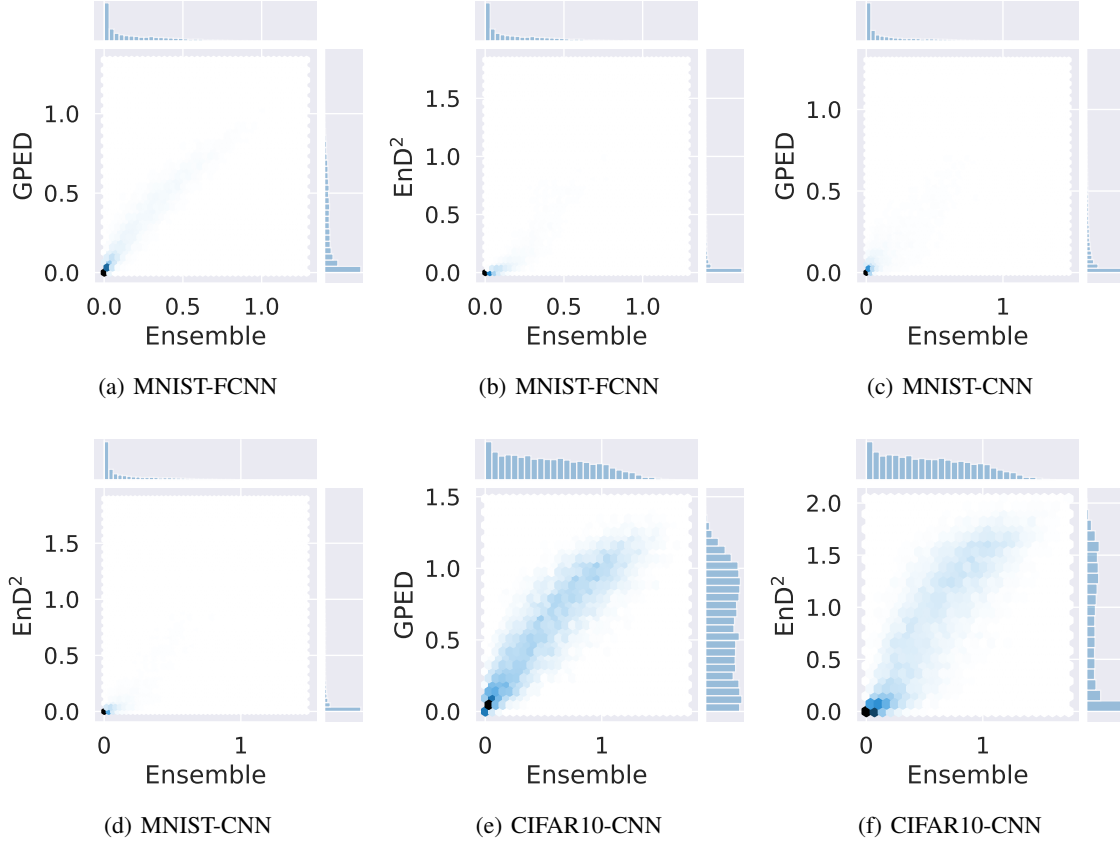 GPED
1.0
0.5
0.0
0.0 0.5 1.0
Ensemble
(a) MNIST-FCNN
EnD²
1.5
1.0
0.5
0.0
0.0 0.5 1.0
Ensemble
(b) MNIST-FCNN
GPED
1.0
0.5
0.0
0 1
Ensemble
(c) MNIST-CNN
EnD²
1.5
1.0
0.5
0.0
0 1
Ensemble
(d) MNIST-CNN
GPED
1.5
1.0
0.5
0.0
0 1
Ensemble
(e) CIFAR10-CNN
EnD²
2.0
1.5
1.0
0.5
0.0
0 1
Ensemble
(f) CIFAR10-CNN